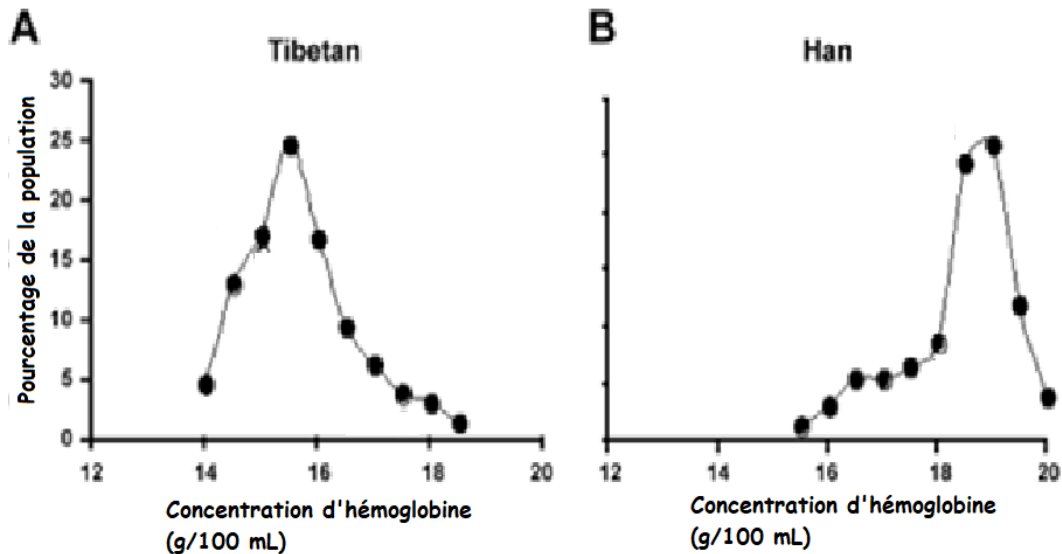 A
Tibetan
Pourcentage de la population
30
25
20
15
10
5
0
12 14 16 18 20
Concentration d'hémoglobine
(g/100 mL)
B
Han
12 14 16 18 20
Concentration d'hémoglobine
(g/100 mL)